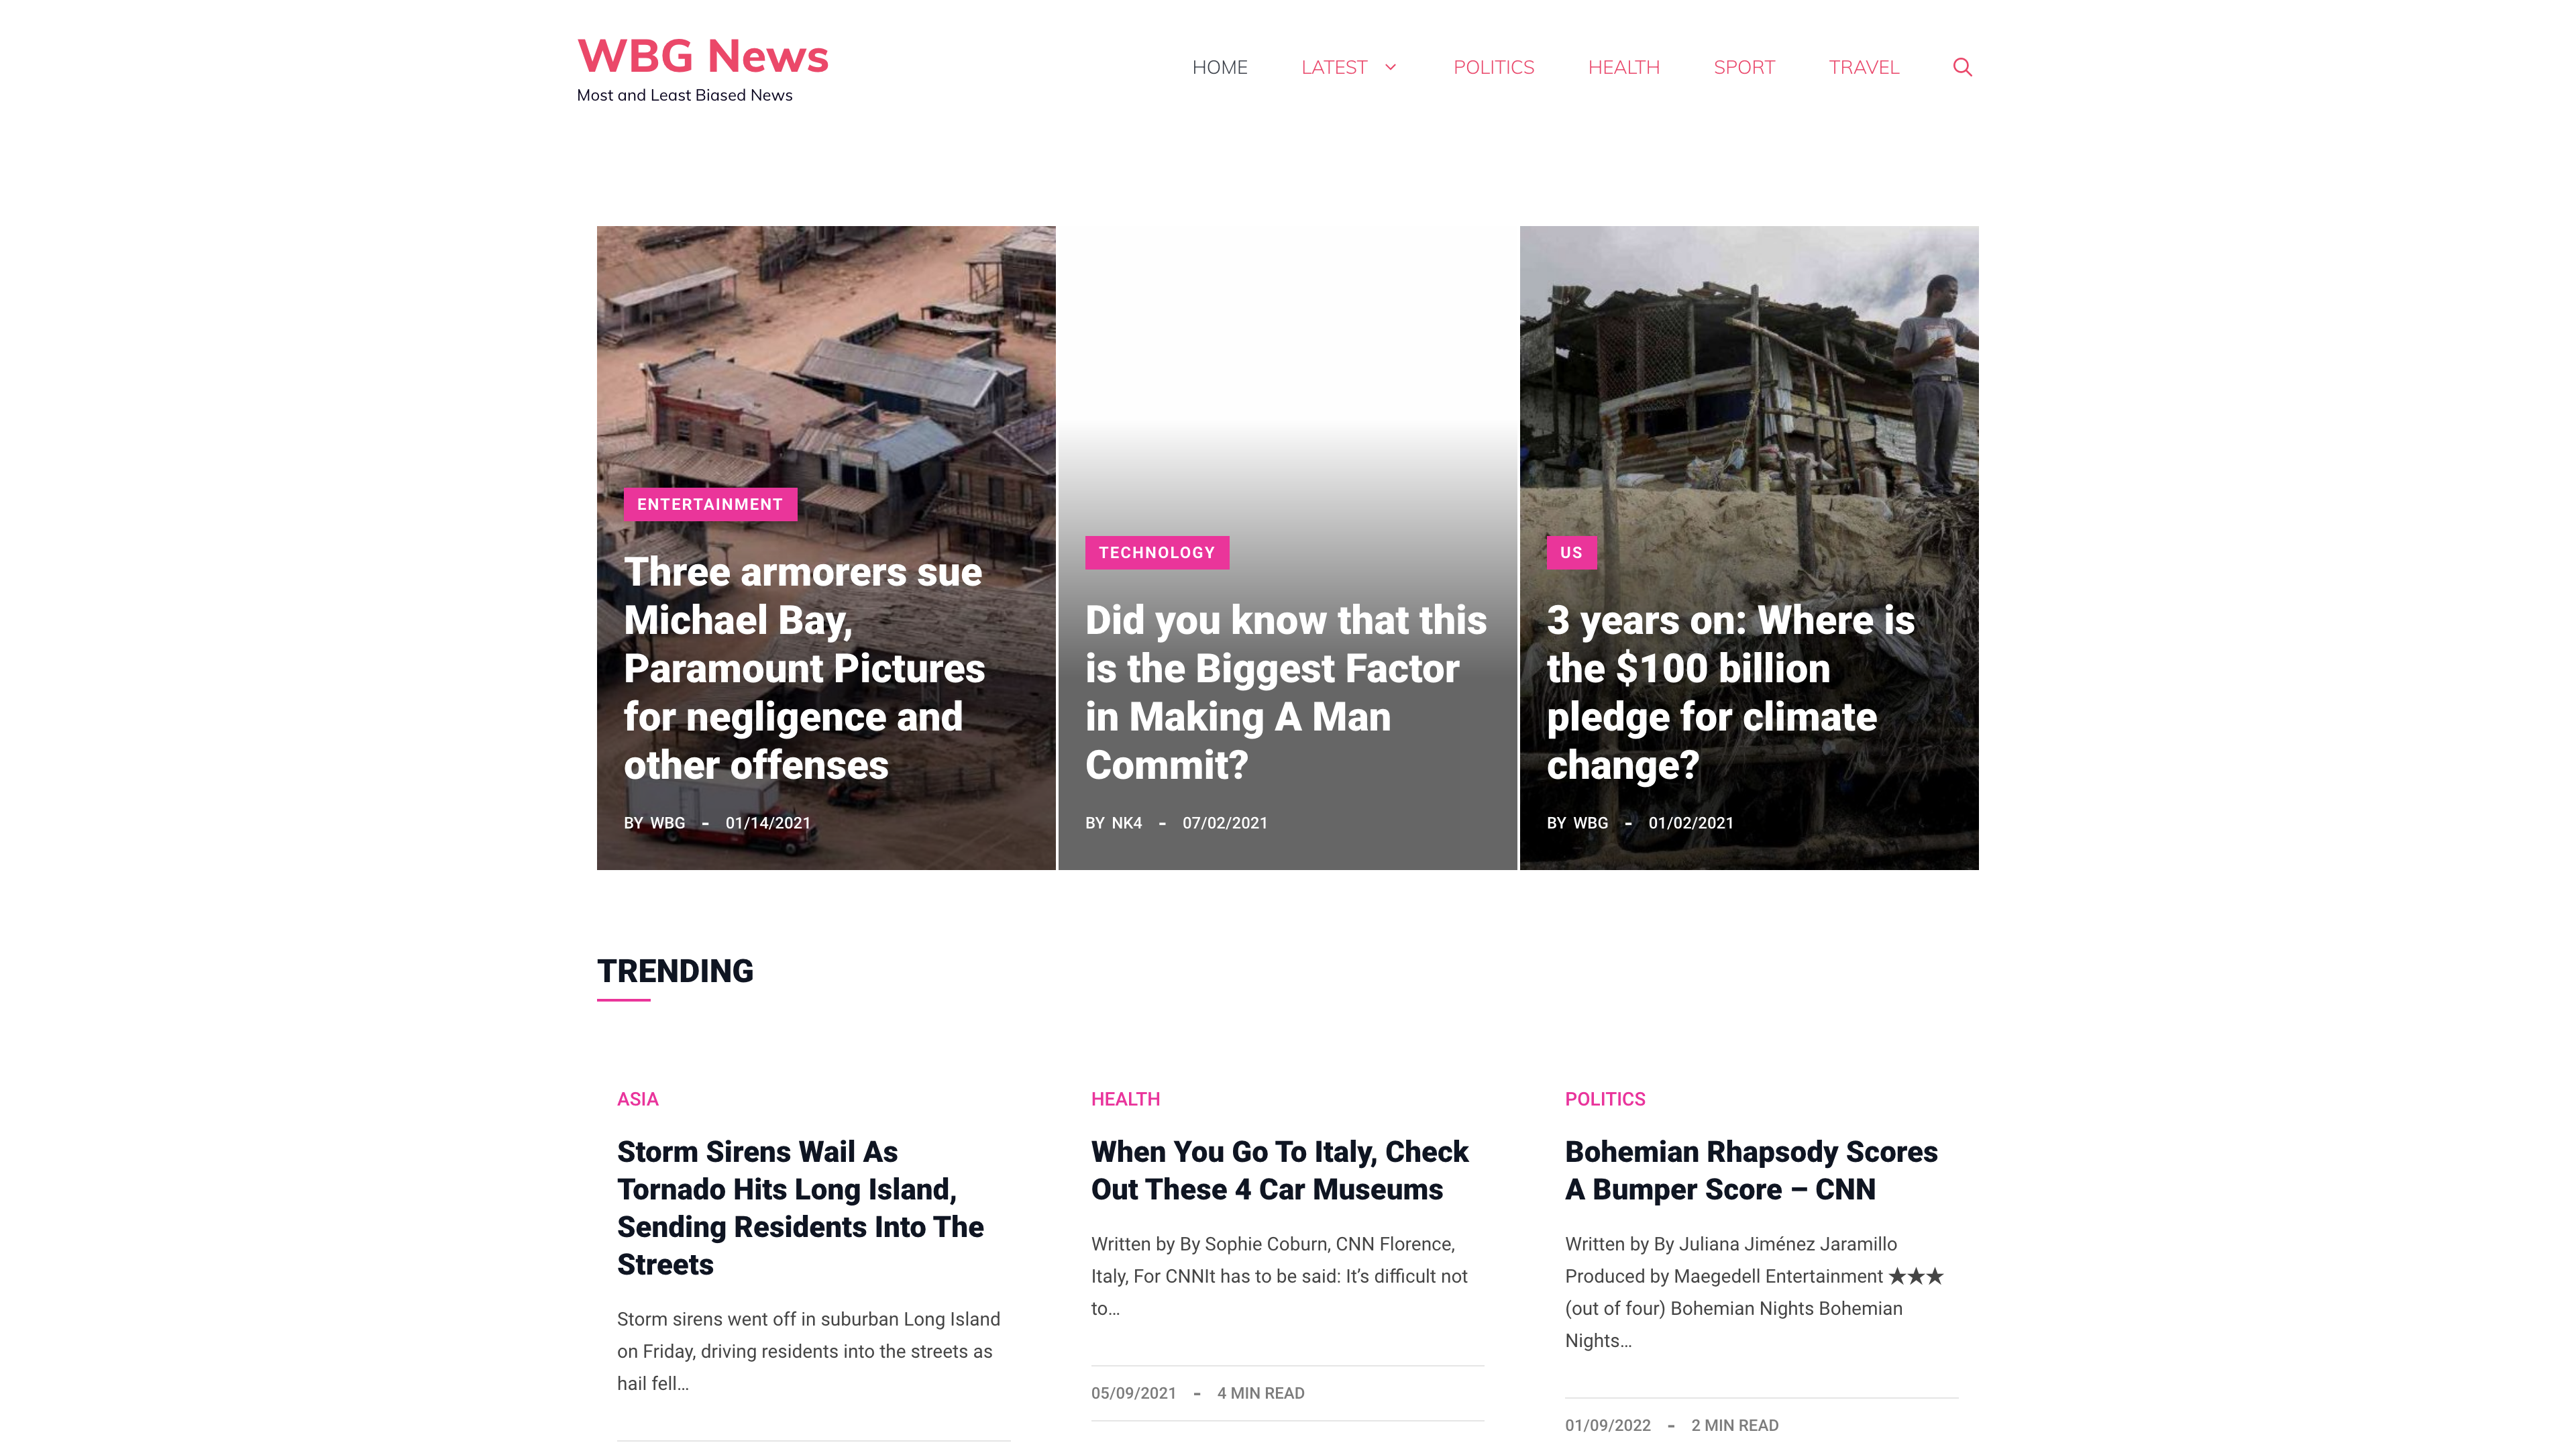 WBG News
Most and Least Biased News
HOME
LATEST
POLITICS
HEALTH
SPORT
TRAVEL
ENTERTAINMENT
Three armorers sue
Michael Bay,
Paramount Pictures
for negligence and
other offenses
BY WBG - 01/14/2021
TECHNOLOGY
Did you know that this
is the Biggest Factor
in Making A Man
Commit?
BY NK4 - 07/02/2021
US
3 years on: Where is
the $100 billion
pledge for climate
change?
BY WBG - 01/02/2021
TRENDING
ASIA
Storm Sirens Wail As
Tornado Hits Long Island,
Sending Residents Into The
Streets
Storm sirens went off in suburban Long Island
on Friday, driving residents into the streets as
hail fell…
HEALTH
When You Go To Italy, Check
Out These 4 Car Museums
Written by By Sophie Coburn, CNN Florence,
Italy, For CNNIt has to be said: It’s difficult not
to…
05/09/2021 - 4 MIN READ
POLITICS
Bohemian Rhapsody Scores
A Bumper Score – CNN
Written by By Juliana Jiménez Jaramillo
Produced by Maegedell Entertainment ★★★
(out of four) Bohemian Nights Bohemian
Nights…
01/09/2022 - 2 MIN READ